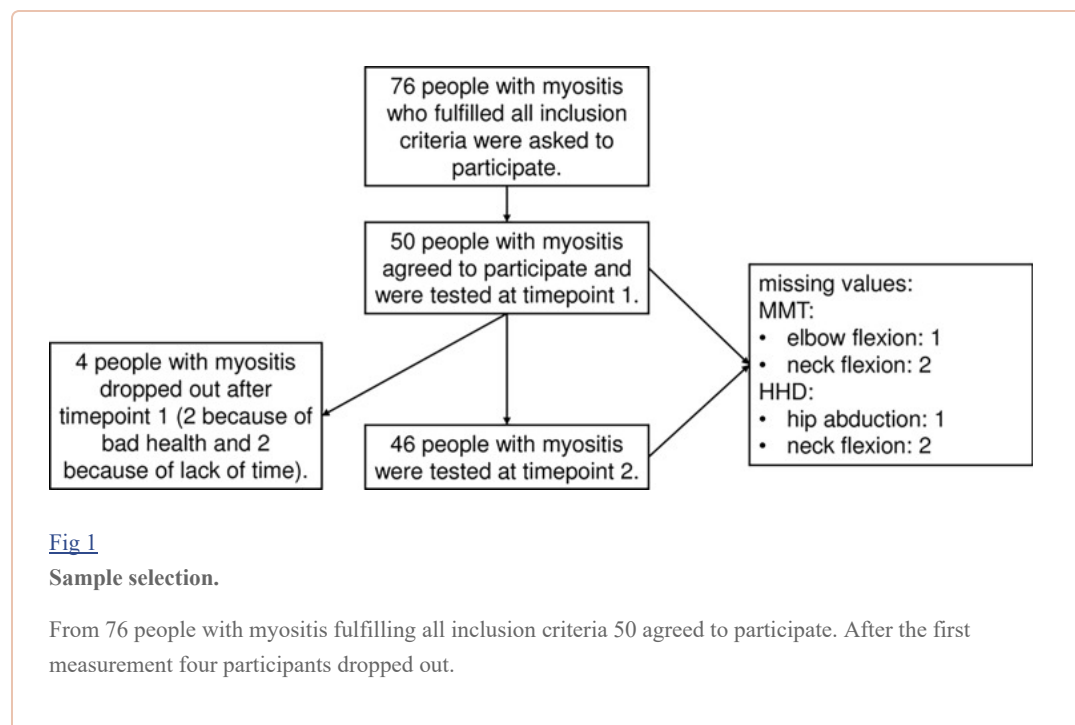 76 people with myositis
who fulfilled all inclusion
criteria were asked to
participate.
50 people with myositis
agreed to participate and
were tested at timepoint 1.
4 people with myositis
dropped out after
timepoint 1 (2 because of
bad health and 2
because of lack of time).
46 people with myositis
were tested at timepoint 2.
missing values:
MMT:
• elbow flexion: 1
• neck flexion: 2
HHD:
• hip abduction: 1
• neck flexion: 2
Fig 1
Sample selection.
From 76 people with myositis fulfilling all inclusion criteria 50 agreed to participate. After the first
measurement four participants dropped out.